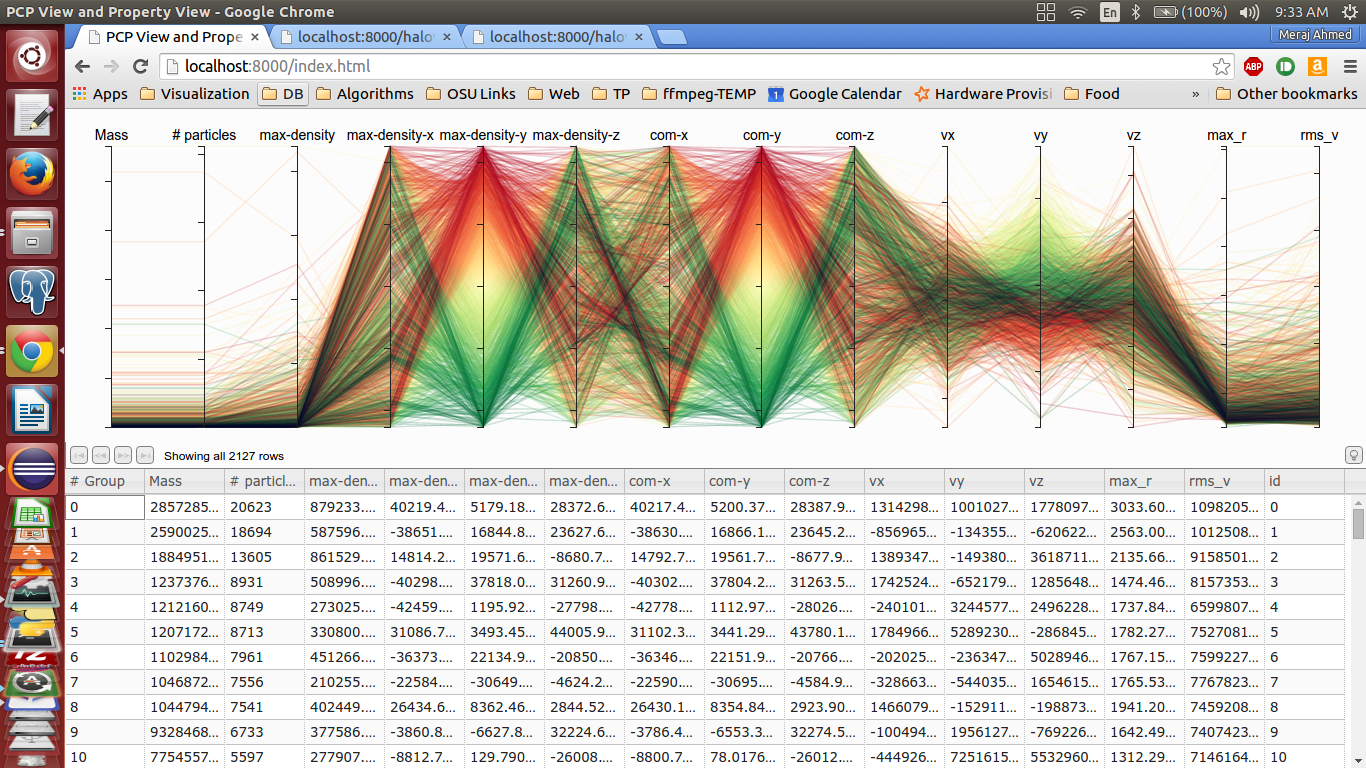 PCP View and Property View - Google Chrome En (100%) 9:33 AM
PCP View and Prope × localhost:8000/halo × localhost:8000/halo × Meraj Ahmed
localhost:8000/index.html ABP a
Apps Visualization DB Algorithms OSU Links Web TP ffmpeg-TEMP 1 Google Calendar Hardware Provisi Food » Other bookmarks
Mass # particles max-density max-density-x max-density-y max-density-z com-x com-y com-z vx vy vz max_r rms_v
Showing all 2127 rows
# Group Mass # particl... max-den... max-den... max-den... max-den... com-x com-y com-z vx vy vz max_r rms_v id
0 2857285... 20623 879233.... 40219.4... 5179.18... 28372.6... 40217.4... 5200.37... 28387.9... 1314298... 1001027... 1778097... 3033.60... 1098205... 0
1 2590025... 18694 587596.... -38651.... 16844.8... 23627.6... -38630.... 16866.1... 23645.2... -856965... -134355... -620622... 2563.00... 1012508... 1
2 1884951... 13605 861529.... 14814.2... 19571.6... -8680.7... 14792.7... 19561.7... -8677.9... 1389347... -149380... 3618711... 2135.66... 9158501... 2
3 1237376... 8931 508996.... -40298.... 37818.0... 31260.9... -40302.... 37804.2... 31263.5... 1742524... -652179... 1285648... 1474.46... 8157353... 3
4 1212160... 8749 273025.... -42459.... 1195.92... -27798.... -42778.... 1112.97... -28026.... -240101... 3244577... 2496228... 1737.84... 6599807... 4
5 1207172... 8713 330800.... 31086.7... 3493.45... 44005.9... 31102.3... 3441.29... 43780.1... 1784966... 5289230... -286845... 1782.27... 7527081... 5
6 1102984... 7961 451266.... -36373.... 22134.9... -20850.... -36346.... 22151.9... -20766.... -202025... -236347... 5028946... 1767.15... 7599227... 6
7 1046872... 7556 210255.... -22584.... -30649.... -4624.2... -22590.... -30695.... -4584.9... -328663... -544035... 1654615... 1765.53... 7767823... 7
8 1044794... 7541 402449.... 26434.6... 8362.46... 2844.52... 26430.1... 8354.84... 2923.90... 1466079... -152911... -198873... 1941.20... 7459208... 8
9 9328468... 6733 377586.... -3860.8... -6627.8... 32224.6... -3786.4... -6553.3... 32274.5... -100494... 1956127... -769226... 1642.49... 7407423... 9
10 7754557... 5597 277907.... -8812.7... 129.790... -26008.... -8800.7... 78.0176... -26012.... -444926... 7251615... 5532960... 1312.29... 7146164... 10